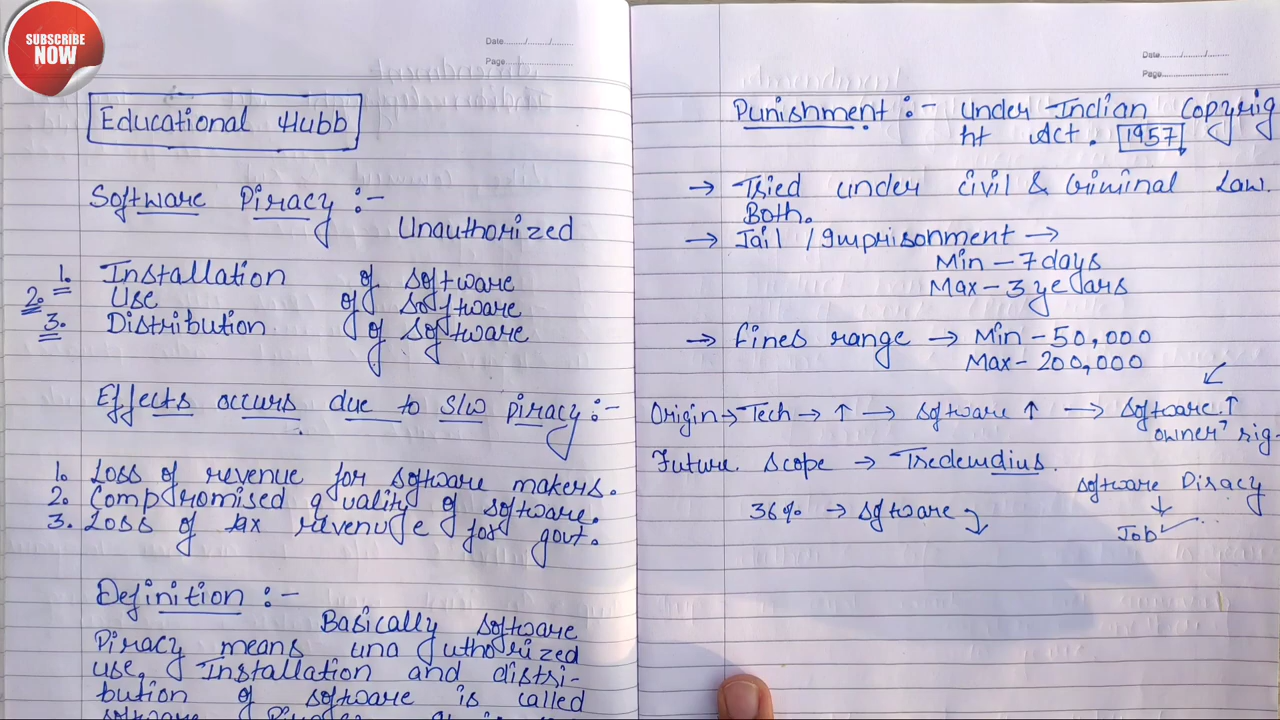 SUBSCRIBE
NOW
Date......./......./.......
Page..........................
Educational Hubb
Software Piracy :-
Unauthorized
1. Installation of software
2. Use of software
3. Distribution of software
Effects occurs due to S/W piracy :-
1. Loss of revenue for software makers.
2. Compromised quality of software.
3. Loss of tax revenue for govt.
Definition :-
Basically software
Piracy means unauthorized
use, Installation and distri-
bution of software is called
software
Date......./......./.......
Page..........................
Punishment :- Under Indian Copyrig
ht Act. 1957
→ Tried under civil & Criminal Law.
Both.
→ Jail / Imprisonment →
Min - 7 days
Max - 3 years
→ Fines range → Min - 50,000
Max - 200,000
Origin → Tech → ↑ → Software ↑ → Software ↑
owner rig-
Future Scope →
Software Piracy
36% → Software
Job